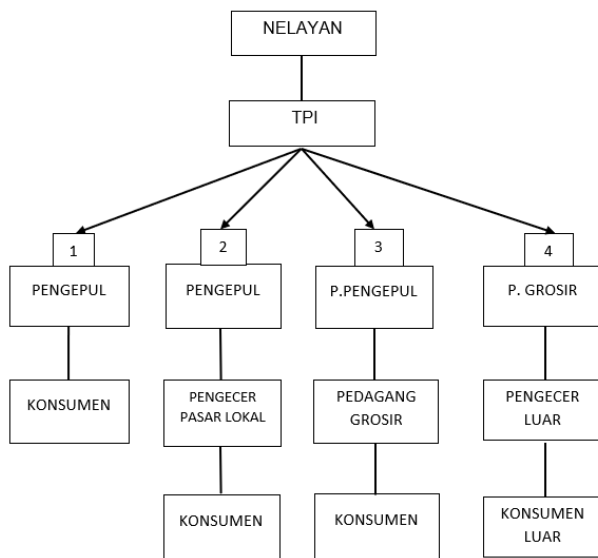 NELAYAN
TPI
1
2
3
4
PENGEPUL
PENGEPUL
P.PENGEPUL
P. GROSIR
KONSUMEN
PENGECER
PASAR LOKAL
PEDAGANG
GROSIR
PENGECER
LUAR
KONSUMEN
KONSUMEN
KONSUMEN
LUAR